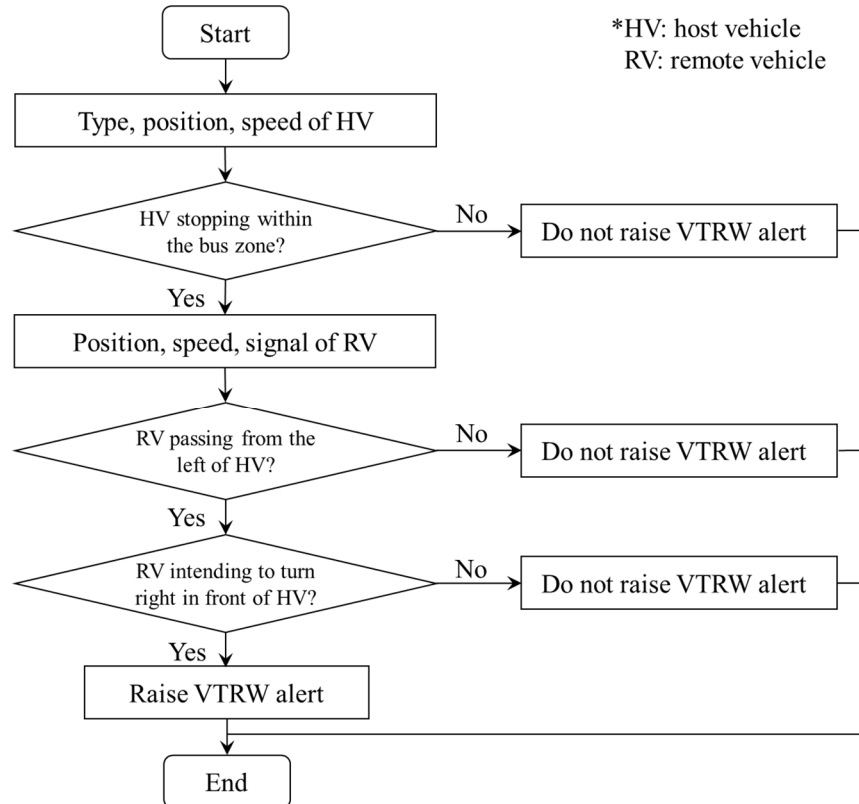 Start
*HV: host vehicle
RV: remote vehicle
Type, position, speed of HV
HV stopping within
the bus zone?
No
Do not raise VTRW alert
Yes
Position, speed, signal of RV
RV passing from the
left of HV?
No
Do not raise VTRW alert
Yes
RV intending to turn
right in front of HV?
No
Do not raise VTRW alert
Yes
Raise VTRW alert
End